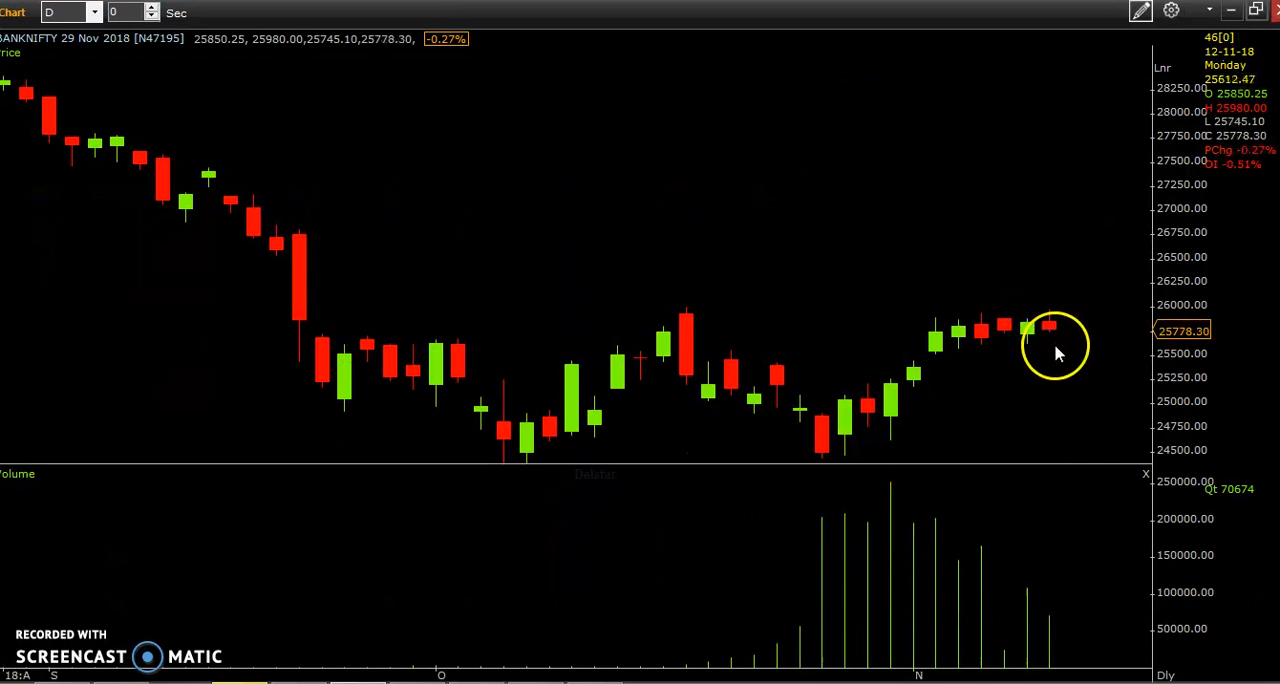 Chart D 0 Sec
BANKNIFTY 29 Nov 2018 [N47195] 25850.25, 25980.00,25745.10,25778.30, -0.27%
Price
Lnr
28250.00
28000.00
27750.00
27500.00
27250.00
27000.00
26750.00
26500.00
26250.00
26000.00
25778.30
25500.00
25250.00
25000.00
24750.00
24500.00
46[0]
12-11-18
Monday
25612.47
O 25850.25
H 25980.00
L 25745.10
C 25778.30
PChg -0.27%
OI -0.51%
Volume
X
250000.00
200000.00
150000.00
100000.00
50000.00
Qt 70674
RECORDED WITH
SCREENCAST MATIC
18:A S O N Dly